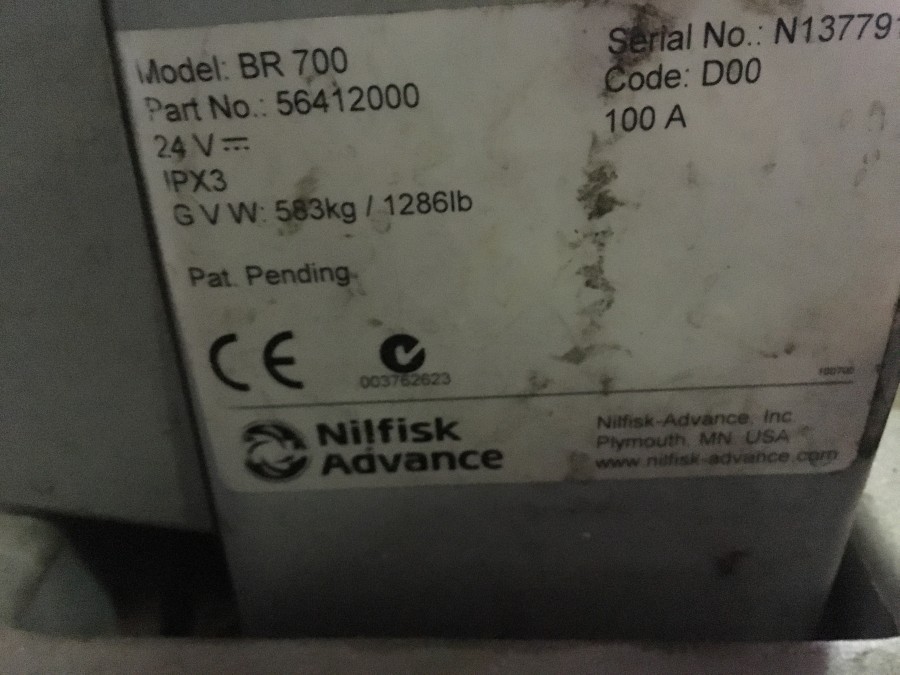 Model: BR 700
Part No.: 56412000
24 V
IPX3
G V W: 583kg / 1286lb
Pat. Pending
Serial No.: N137791
Code: D00
100 A
CE
003762623
Nilfisk
Advance
Nilfisk-Advance, Inc.
Plymouth, MN USA
www.nilfisk-advance.com